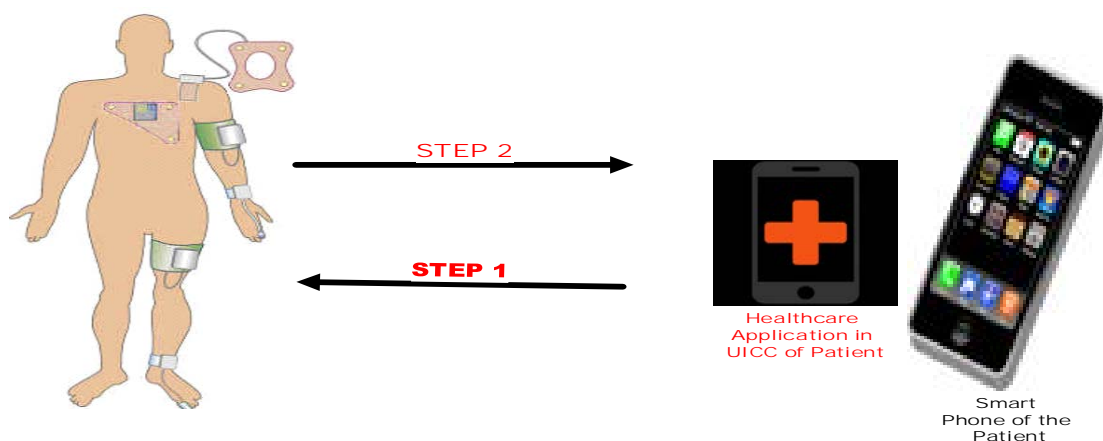 STEP 2
STEP 1
Healthcare
Application in
UICC of Patient
Smart
Phone of the
Patient